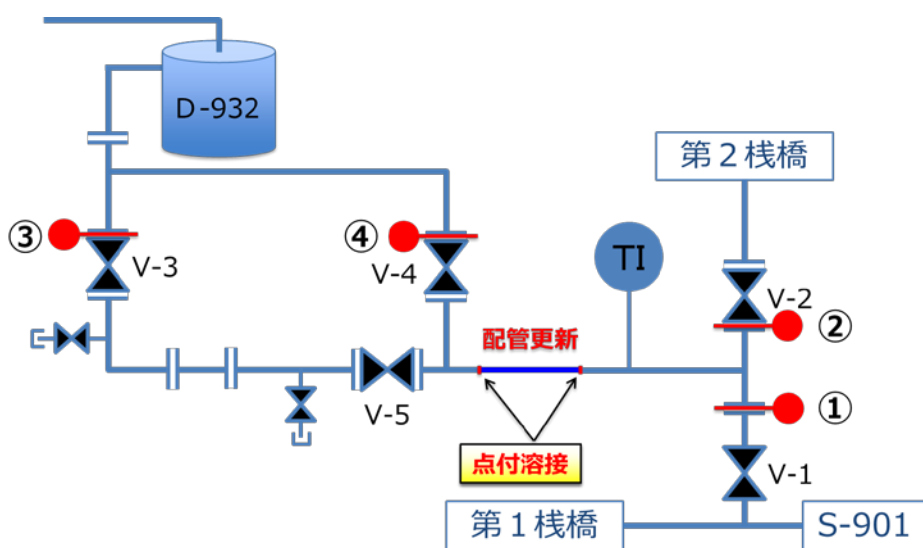 D-932
第２桟橋
③
④
V-3
V-4
TI
V-2
②
配管更新
①
V-5
点付溶接
V-1
第１桟橋
S-901